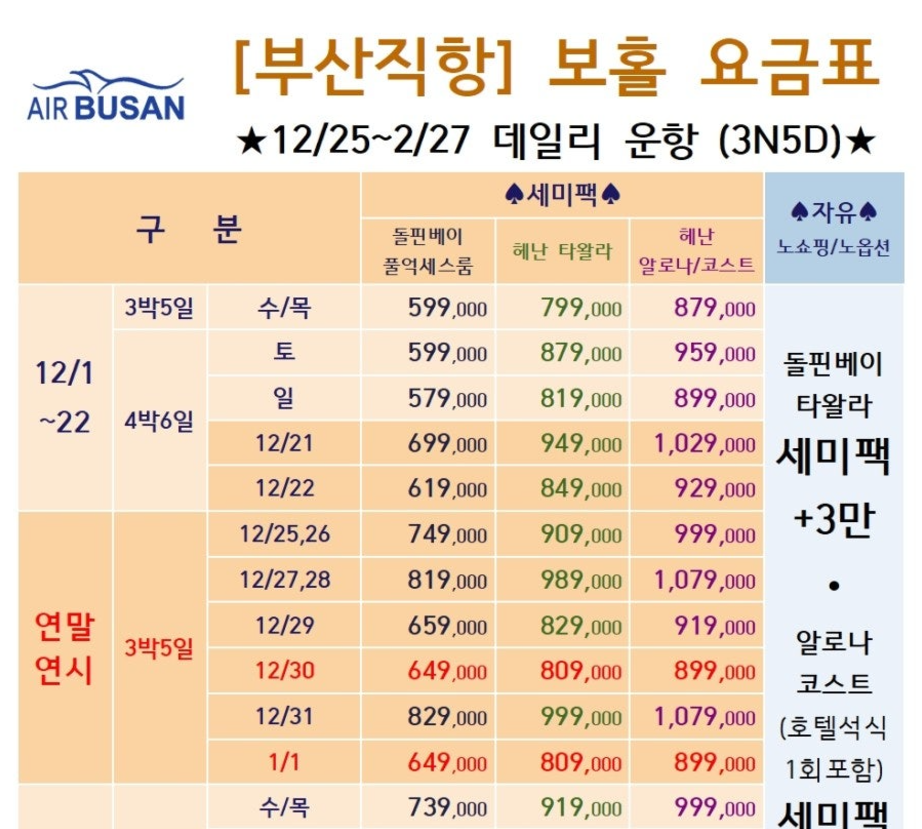 AIR BUSAN
[부산직항] 보홀 요금표
★12/25~2/27 데일리 운항 (3N5D)★
구 분
♠세미팩♠
♠자유♠
노쇼핑/노옵션
돌핀베이
풀억세스룸
헤난 타왈라
헤난
알로나/코스트
12/1
~22
3박5일 수/목 599,000 799,000 879,000
4박6일
토 599,000 879,000 959,000
일 579,000 819,000 899,000
12/21 699,000 949,000 1,029,000
12/22 619,000 849,000 929,000
연말
연시
3박5일
12/25,26 749,000 909,000 999,000
12/27,28 819,000 989,000 1,079,000
12/29 659,000 829,000 919,000
12/30 649,000 809,000 899,000
12/31 829,000 999,000 1,079,000
1/1 649,000 809,000 899,000
수/목 739,000 919,000 999,000
돌핀베이
타왈라
세미팩
+3만
•
알로나
코스트
(호텔석식
1회포함)
세미팩